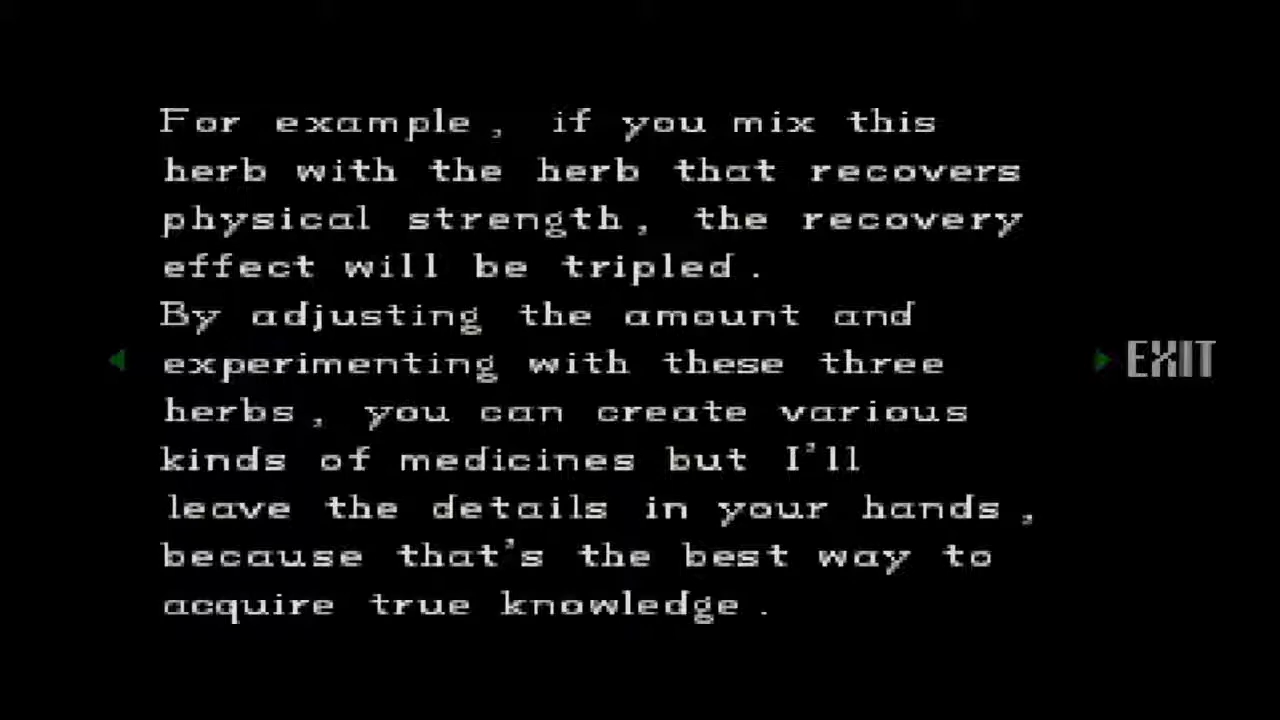 For example, if you mix this
herb with the herb that recovers
physical strength, the recovery
effect will be tripled.
By adjusting the amount and
experimenting with these three
herbs, you can create various
kinds of medicines but I'll
leave the details in your hands,
because that's the best way to
acquire true knowledge.
EXIT